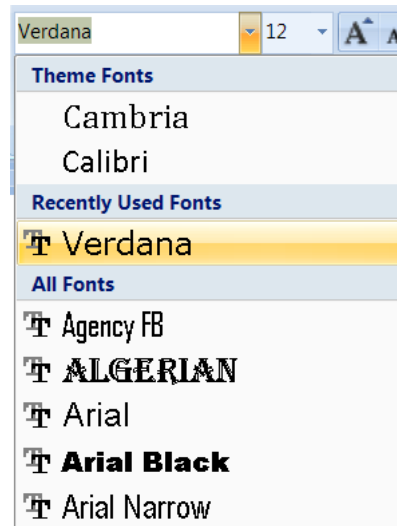 Verdana 12 A A
Theme Fonts
Cambria
Calibri
Recently Used Fonts
Verdana
All Fonts
Agency FB
ALGERIAN
Arial
Arial Black
Arial Narrow